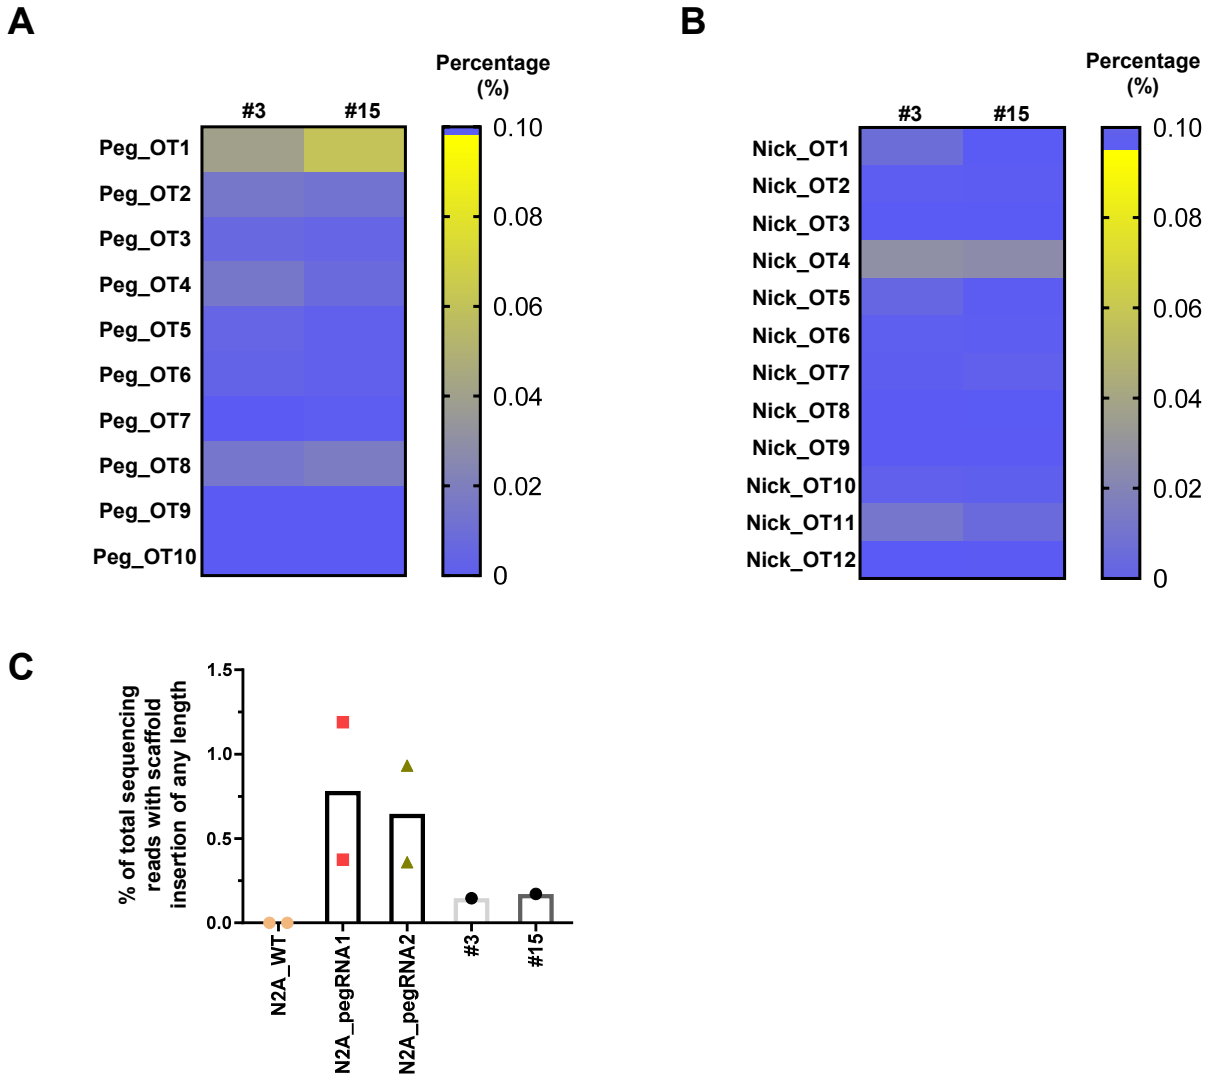 A
Percentage
(%)
#3 #15
Peg_OT1
Peg_OT2
Peg_OT3
Peg_OT4
Peg_OT5
Peg_OT6
Peg_OT7
Peg_OT8
Peg_OT9
Peg_OT10
0.10
0.08
0.06
0.04
0.02
0
B
Percentage
(%)
#3 #15
Nick_OT1
Nick_OT2
Nick_OT3
Nick_OT4
Nick_OT5
Nick_OT6
Nick_OT7
Nick_OT8
Nick_OT9
Nick_OT10
Nick_OT11
Nick_OT12
0.10
0.08
0.06
0.04
0.02
0
C
% of total sequencing
reads with scaffold
insertion of any length
1.5
1.0
0.5
0.0
N2A_WT
N2A_pegRNA1
N2A_pegRNA2
#3
#15